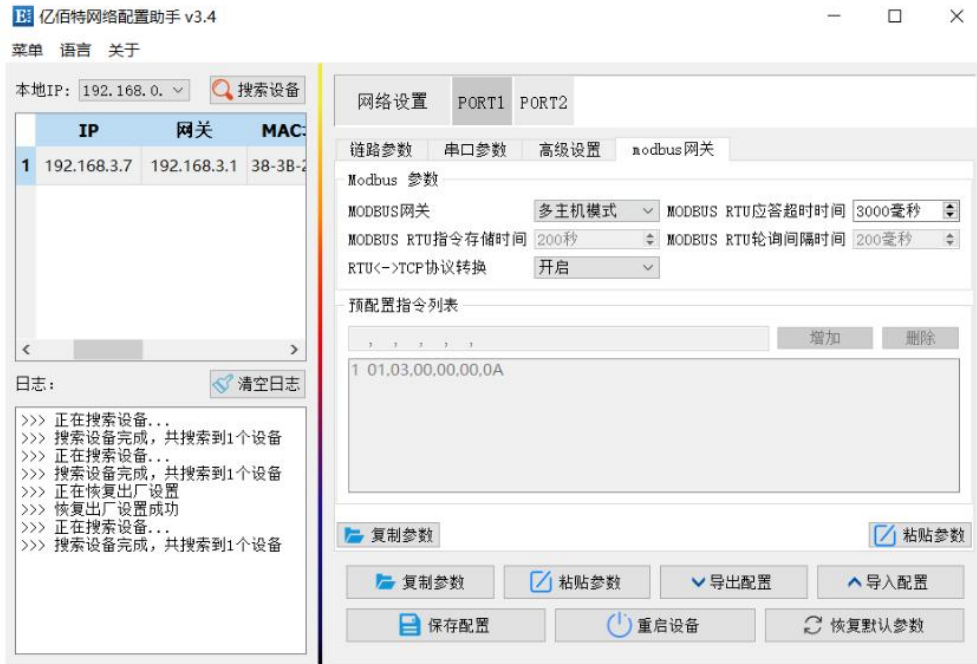 亿佰特网络配置助手 v3.4
菜单 语言 关于
本地IP: 192.168.0. 搜索设备
IP 网关 MAC
1 192.168.3.7 192.168.3.1 38-3B-2
日志:
清空日志
>>> 正在搜索设备...
>>> 搜索设备完成，共搜索到1个设备
>>> 正在搜索设备...
>>> 搜索设备完成，共搜索到1个设备
>>> 正在恢复出厂设置
>>> 恢复出厂设置成功
>>> 正在搜索设备...
>>> 搜索设备完成，共搜索到1个设备
网络设置 PORT1 PORT2
链路参数 串口参数 高级设置 modbus网关
Modbus 参数
MODBUS网关 多主机模式 MODBUS RTU应答超时时间 3000毫秒
MODBUS RTU指令存储时间 200秒 MODBUS RTU轮询间隔时间 200毫秒
RTU<->TCP协议转换 开启
预配置指令列表
, , , , , 增加 删除
1 01,03,00,00,00,0A
复制参数 粘贴参数
复制参数 粘贴参数 导出配置 导入配置
保存配置 重启设备 恢复默认参数